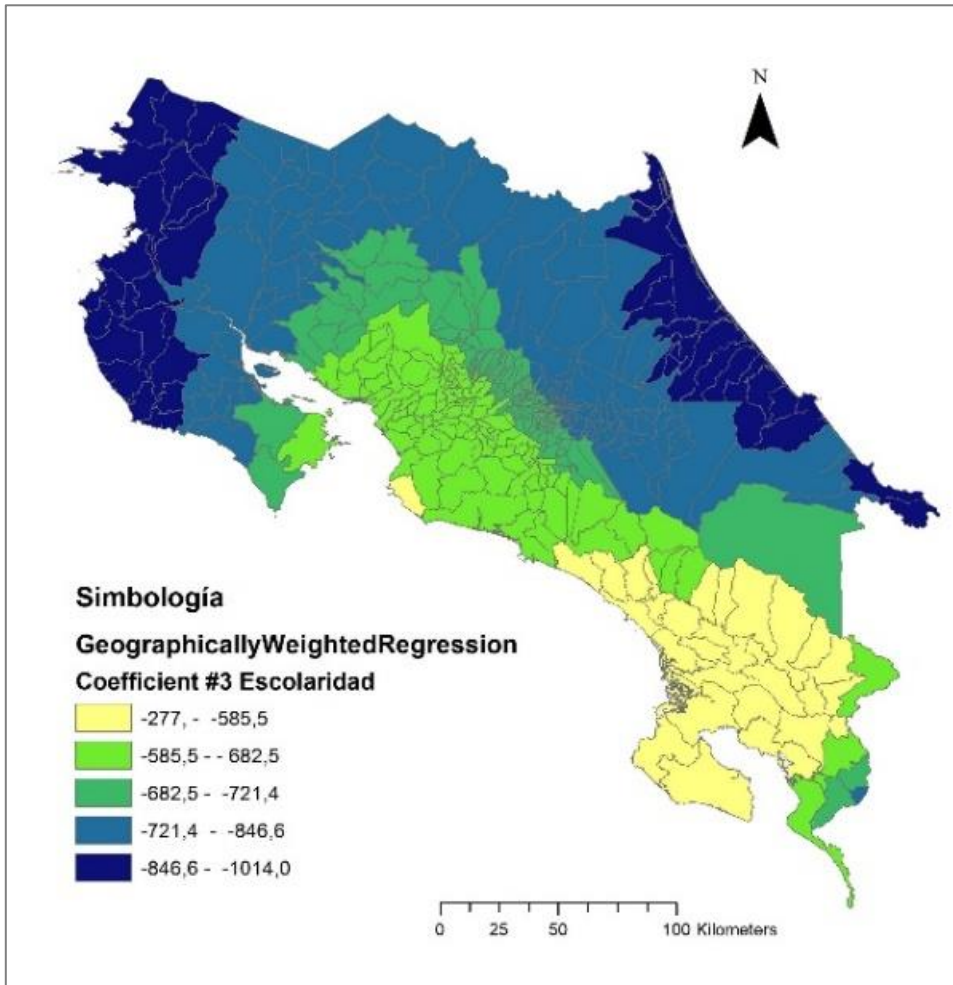 N
Simbología
GeographicallyWeightedRegression
Coefficient #3 Escolaridad
-277, - -585,5
-585,5 - - 682,5
-682,5 - -721,4
-721,4 - -846,6
-846,6 - -1014,0
0 25 50 100 Kilometers